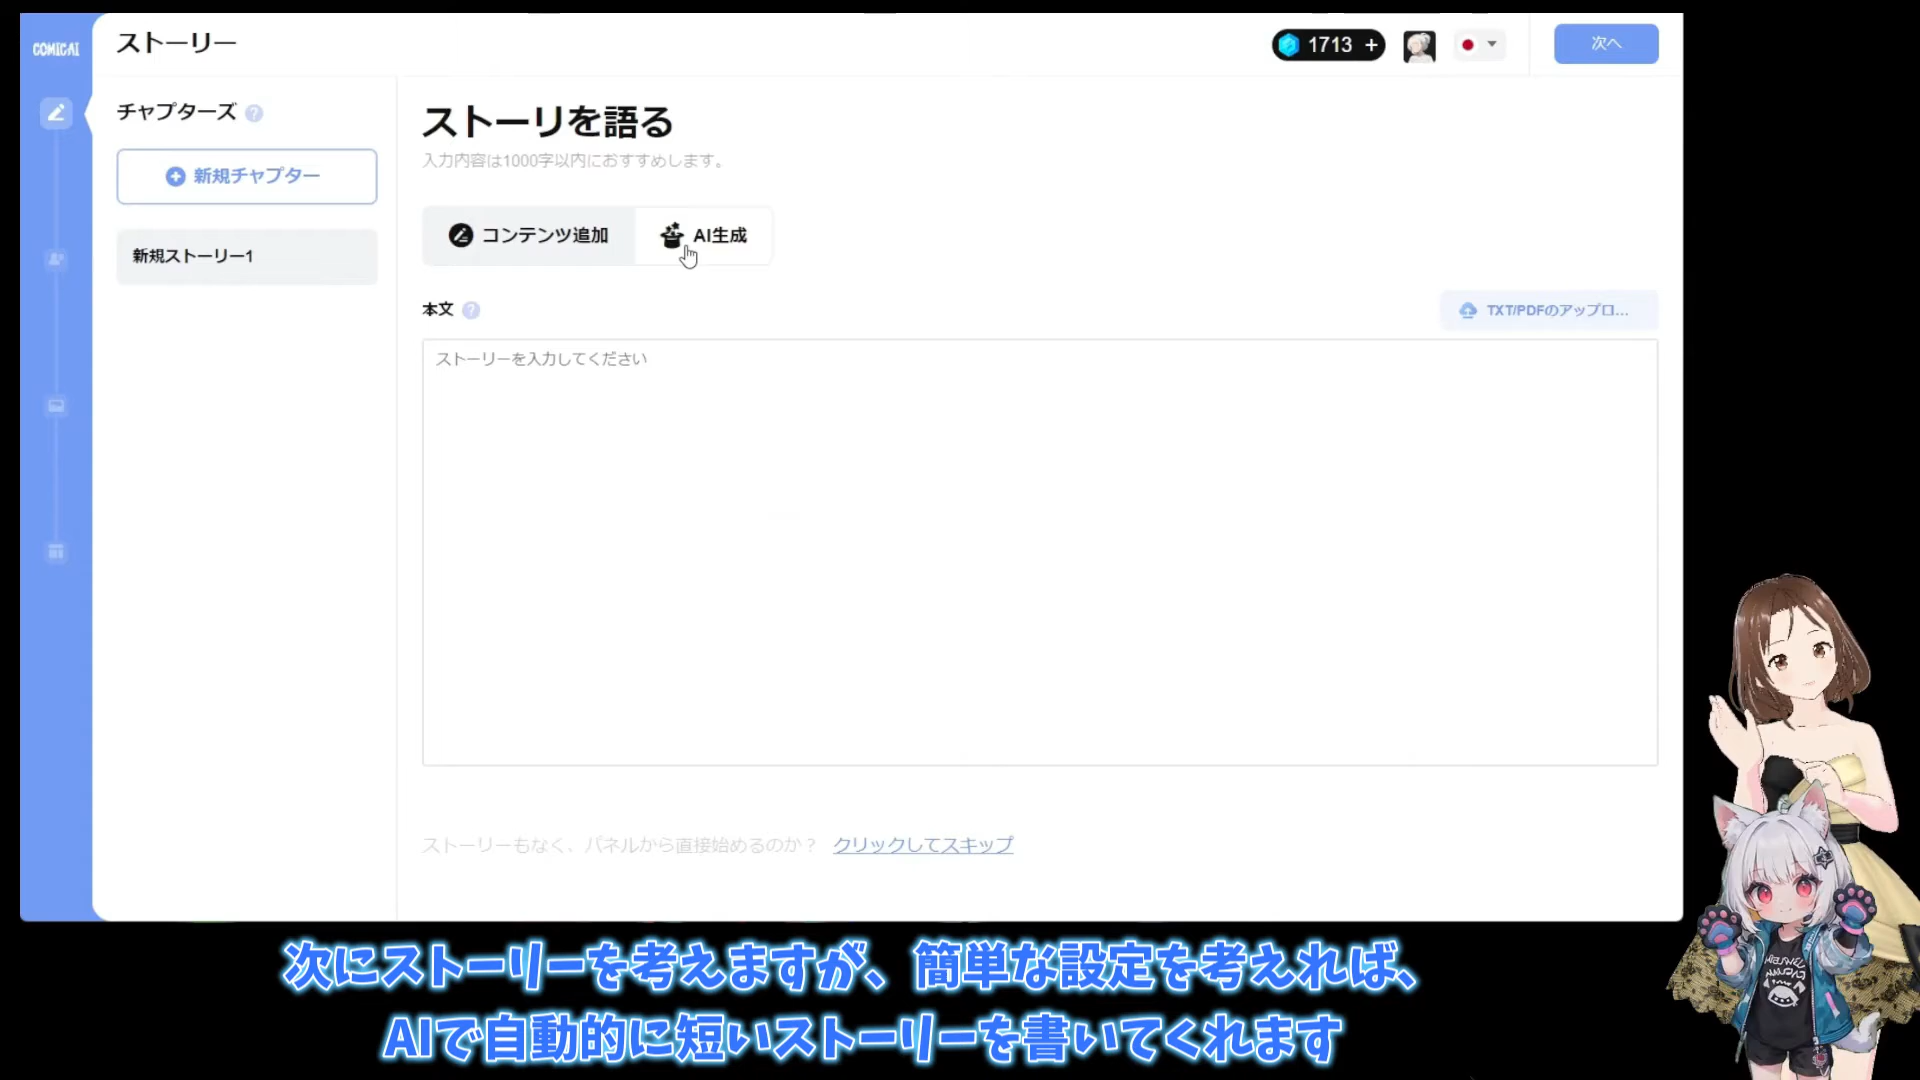 COMICAI
ストーリー
1713 +
次へ
チャプターズ ?
新規チャプター
新規ストーリー1
ストーリを語る
入力内容は1000字以内におすすめします。
コンテンツ追加
AI生成
本文 ?
TXT/PDFのアップロ...
ストーリーを入力してください
ストーリーもなく、パネルから直接始めるのか？ クリックしてスキップ
次にストーリーを考えますが、簡単な設定を考えれば、
AIで自動的に短いストーリーを書いてくれます